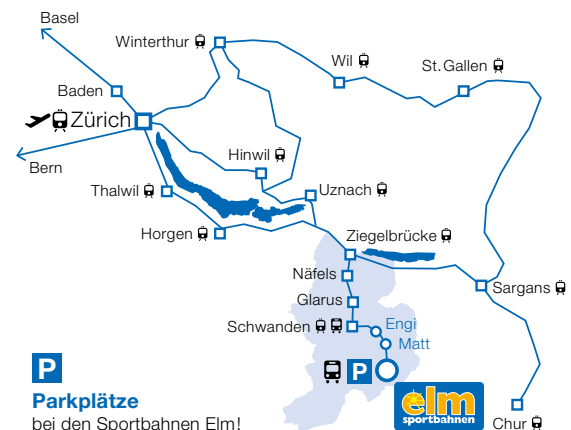 Basel
Winterthur
Wil
St. Gallen
Baden
Zürich
Bern
Hinwil
Thalwil
Uznach
Horgen
Ziegelbrücke
Näfels
Sargans
Glarus
Schwanden
Engi
Matt
P
P
elm
sportbahnen
Chur
Parkplätze
bei den Sportbahnen Elm!